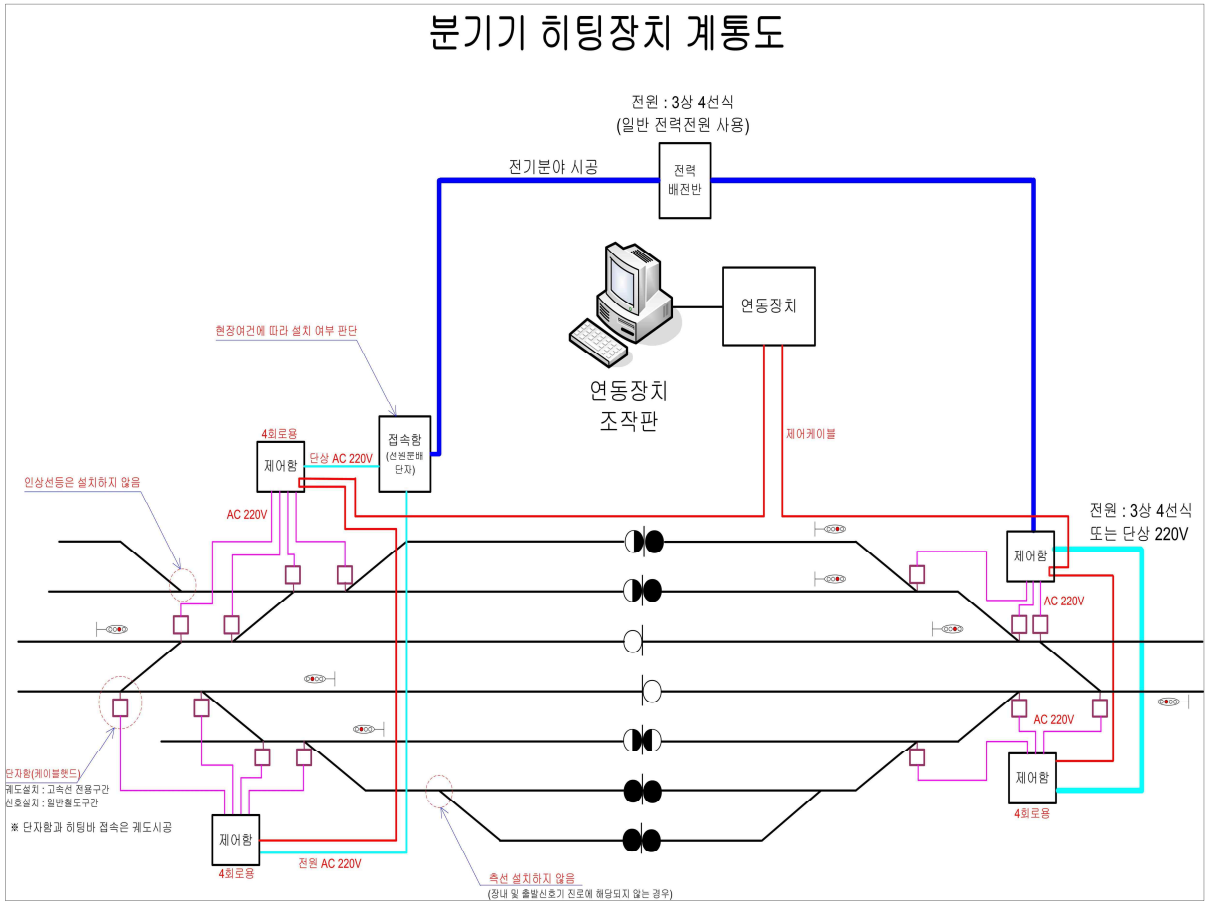 분기기 히팅장치 계통도
전원 : 3상 4선식
(일반 전력전원 사용)
전기분야 시공
전력
배전반
연동징치
연동장치
조작판
현장여건에 따라 설치 여부 판단
제어케이블
4회로용
제어함
단상 AC 220V
접속함
(선원문배
단자)
인상선등은 설치하지 않음
AC 220V
전원 : 3상 4선식
또는 단상 220V
제어함
AC 220V
AC 220V
단자함(케이블햇드)
궤도설치 : 고속선 전용구간
신호설치 : 일반철도구간
※ 단자함과 히팅바 접속은 궤도시공
제어함
4회로용
제어함
4회로용
전원 AC 220V
측선 설치하지 않음
(장내 및 출발신호기 진로에 해당되지 않는 경우)